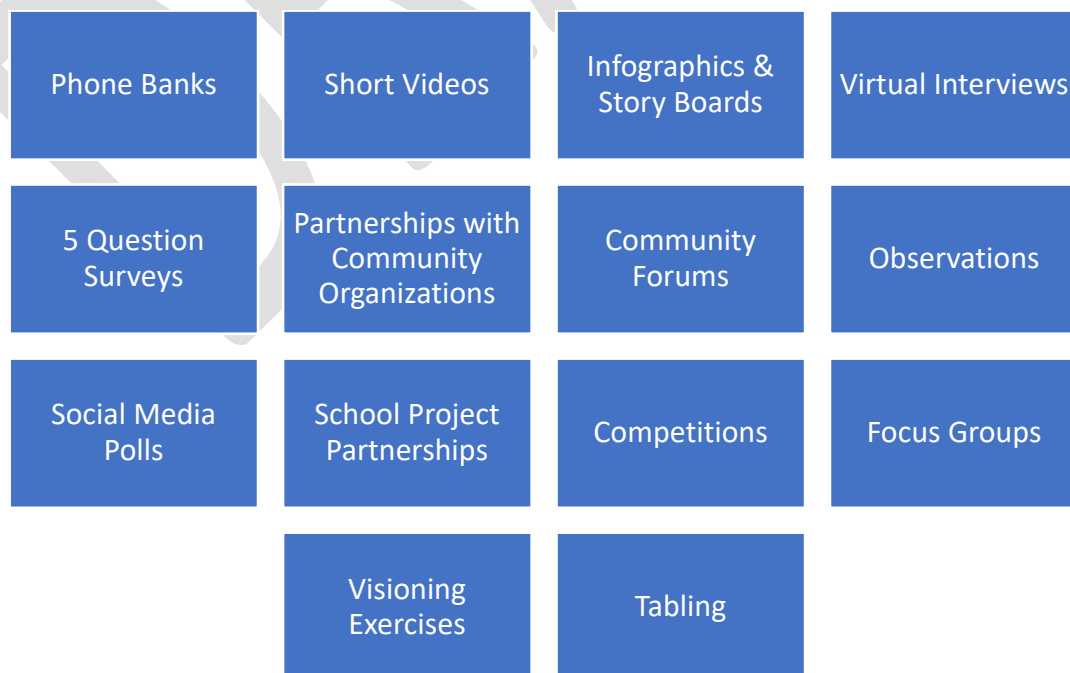 Phone Banks
Short Videos
Infographics &
Story Boards
Virtual Interviews
5 Question
Surveys
Partnerships with
Community
Organizations
Community
Forums
Observations
Social Media
Polls
School Project
Partnerships
Competitions
Focus Groups
Visioning
Exercises
Tabling